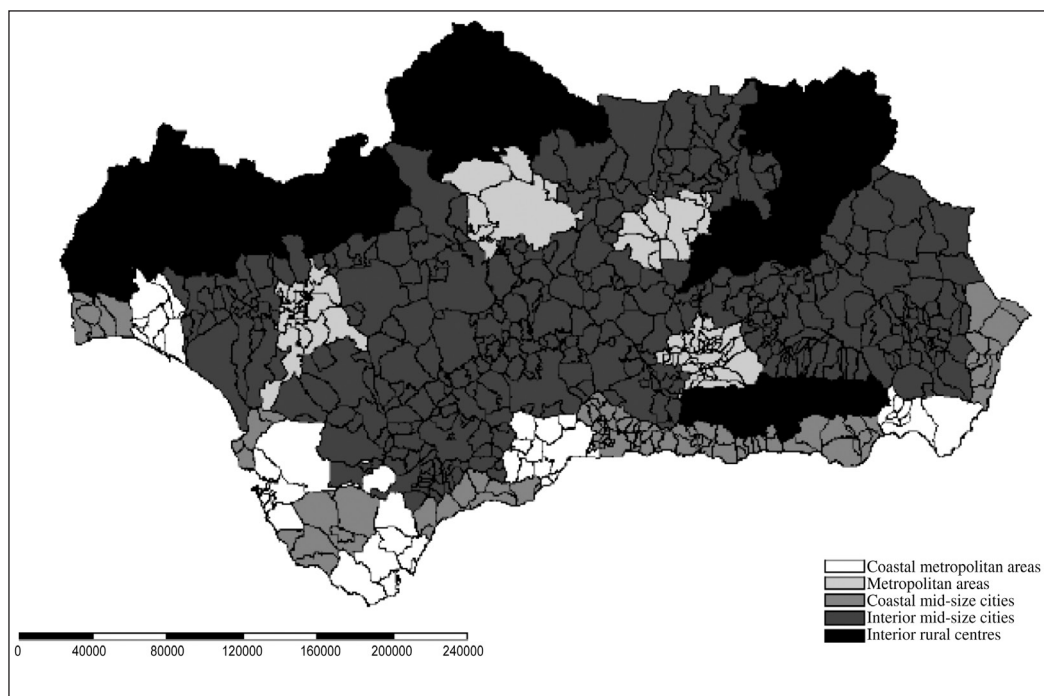 Coastal metropolitan areas
Metropolitan areas
Coastal mid-size cities
Interior mid-size cities
Interior rural centres
0 40000 80000 120000 160000 200000 240000